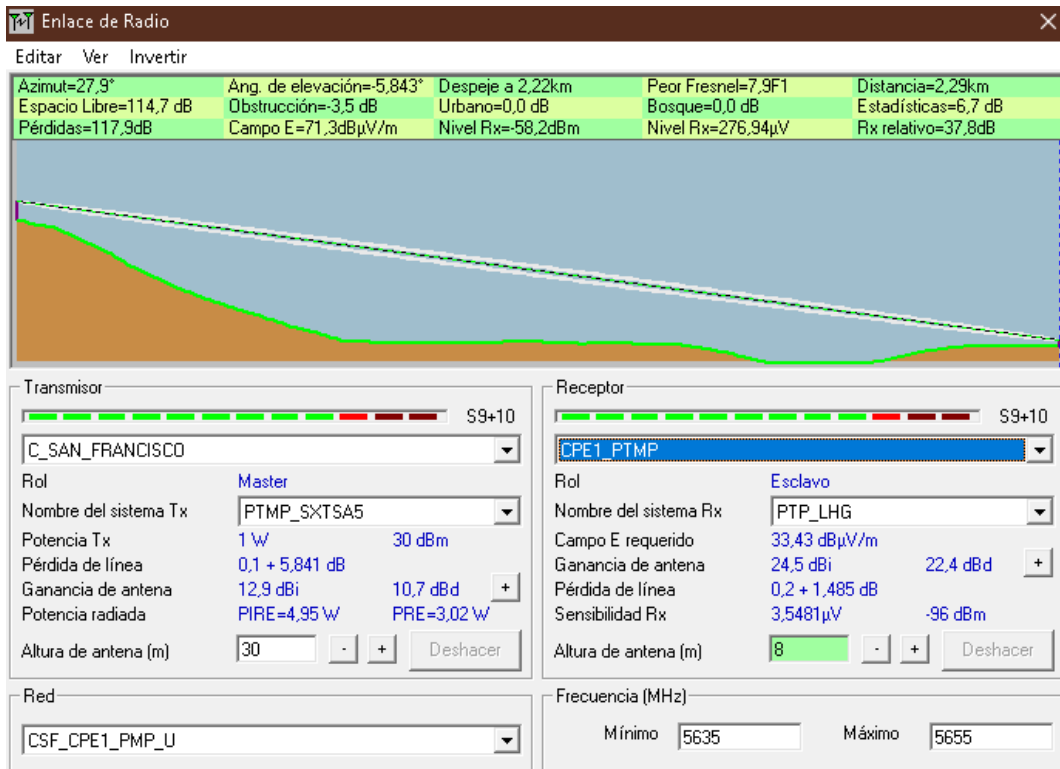 Enlace de Radio
Editar Ver Invertir
Azimut=27,9° Ang. de elevación=-5,843° Despeje a 2,22km Peor Fresnel=7,9F1 Distancia=2,29km
Espacio Libre=114,7 dB Obstrucción=-3,5 dB Urbano=0,0 dB Bosque=0,0 dB Estadísticas=6,7 dB
Pérdidas=117,9dB Campo E=71,3dBµV/m Nivel Rx=-58,2dBm Nivel Rx=276,94µV Rx relativo=37,8dB
Transmisor
S9+10
C_SAN_FRANCISCO
Rol Master
Nombre del sistema Tx PTMP_SXTSA5
Potencia Tx 1 W 30 dBm
Pérdida de línea 0,1 + 5,841 dB
Ganancia de antena 12,9 dBi 10,7 dBd +
Potencia radiada PIRE=4,95 W PRE=3,02 W
Altura de antena (m) 30 - + Deshacer
Receptor
S9+10
CPE1_PTMP
Rol Esclavo
Nombre del sistema Rx PTP_LHG
Campo E requerido 33,43 dBµV/m
Ganancia de antena 24,5 dBi 22,4 dBd +
Pérdida de línea 0,2 + 1,485 dB
Sensibilidad Rx 3,5481µV -96 dBm
Altura de antena (m) 8 - + Deshacer
Red
CSF_CPE1_PMP_U
Frecuencia (MHz)
Mínimo 5635 Máximo 5655